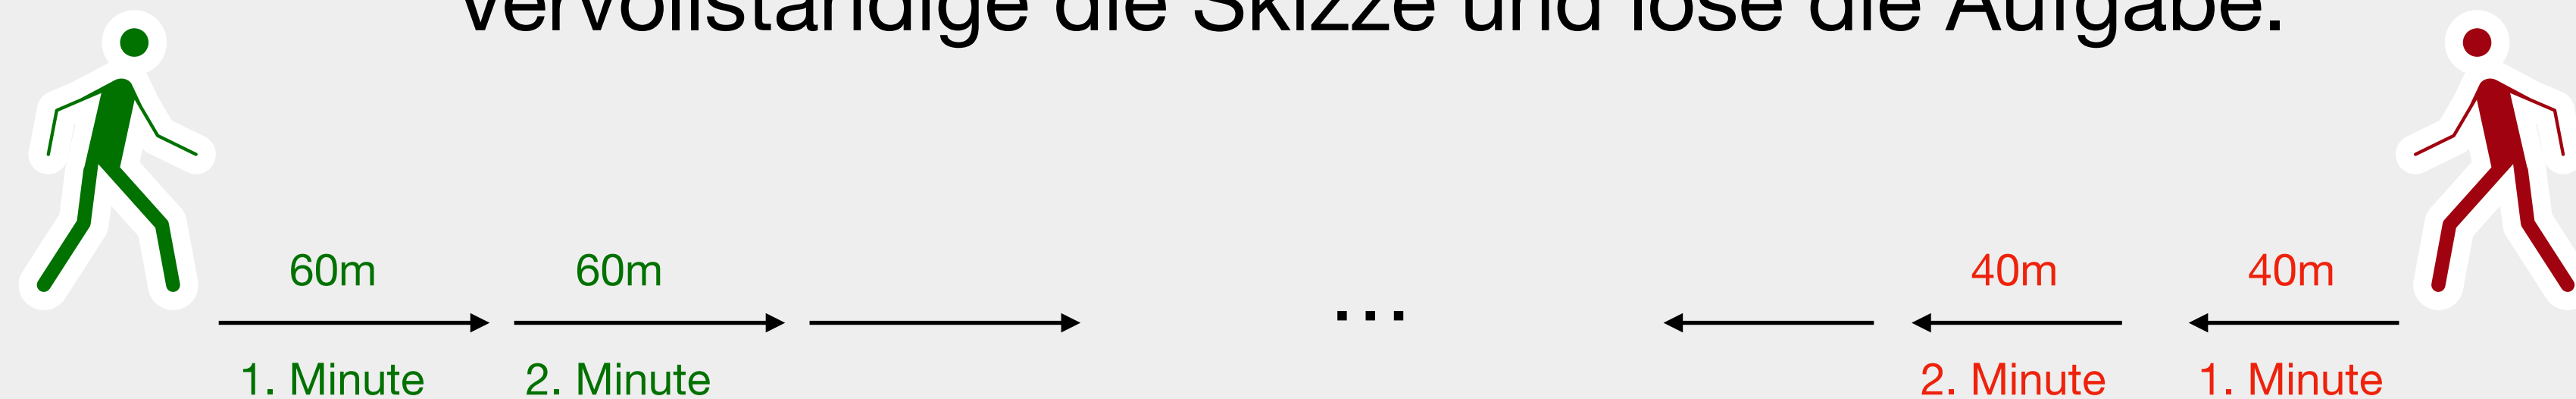 Vervollständige die Skizze und löse die Aufgabe.
60m 60m ... 40m 40m
1. Minute 2. Minute 2. Minute 1. Minute